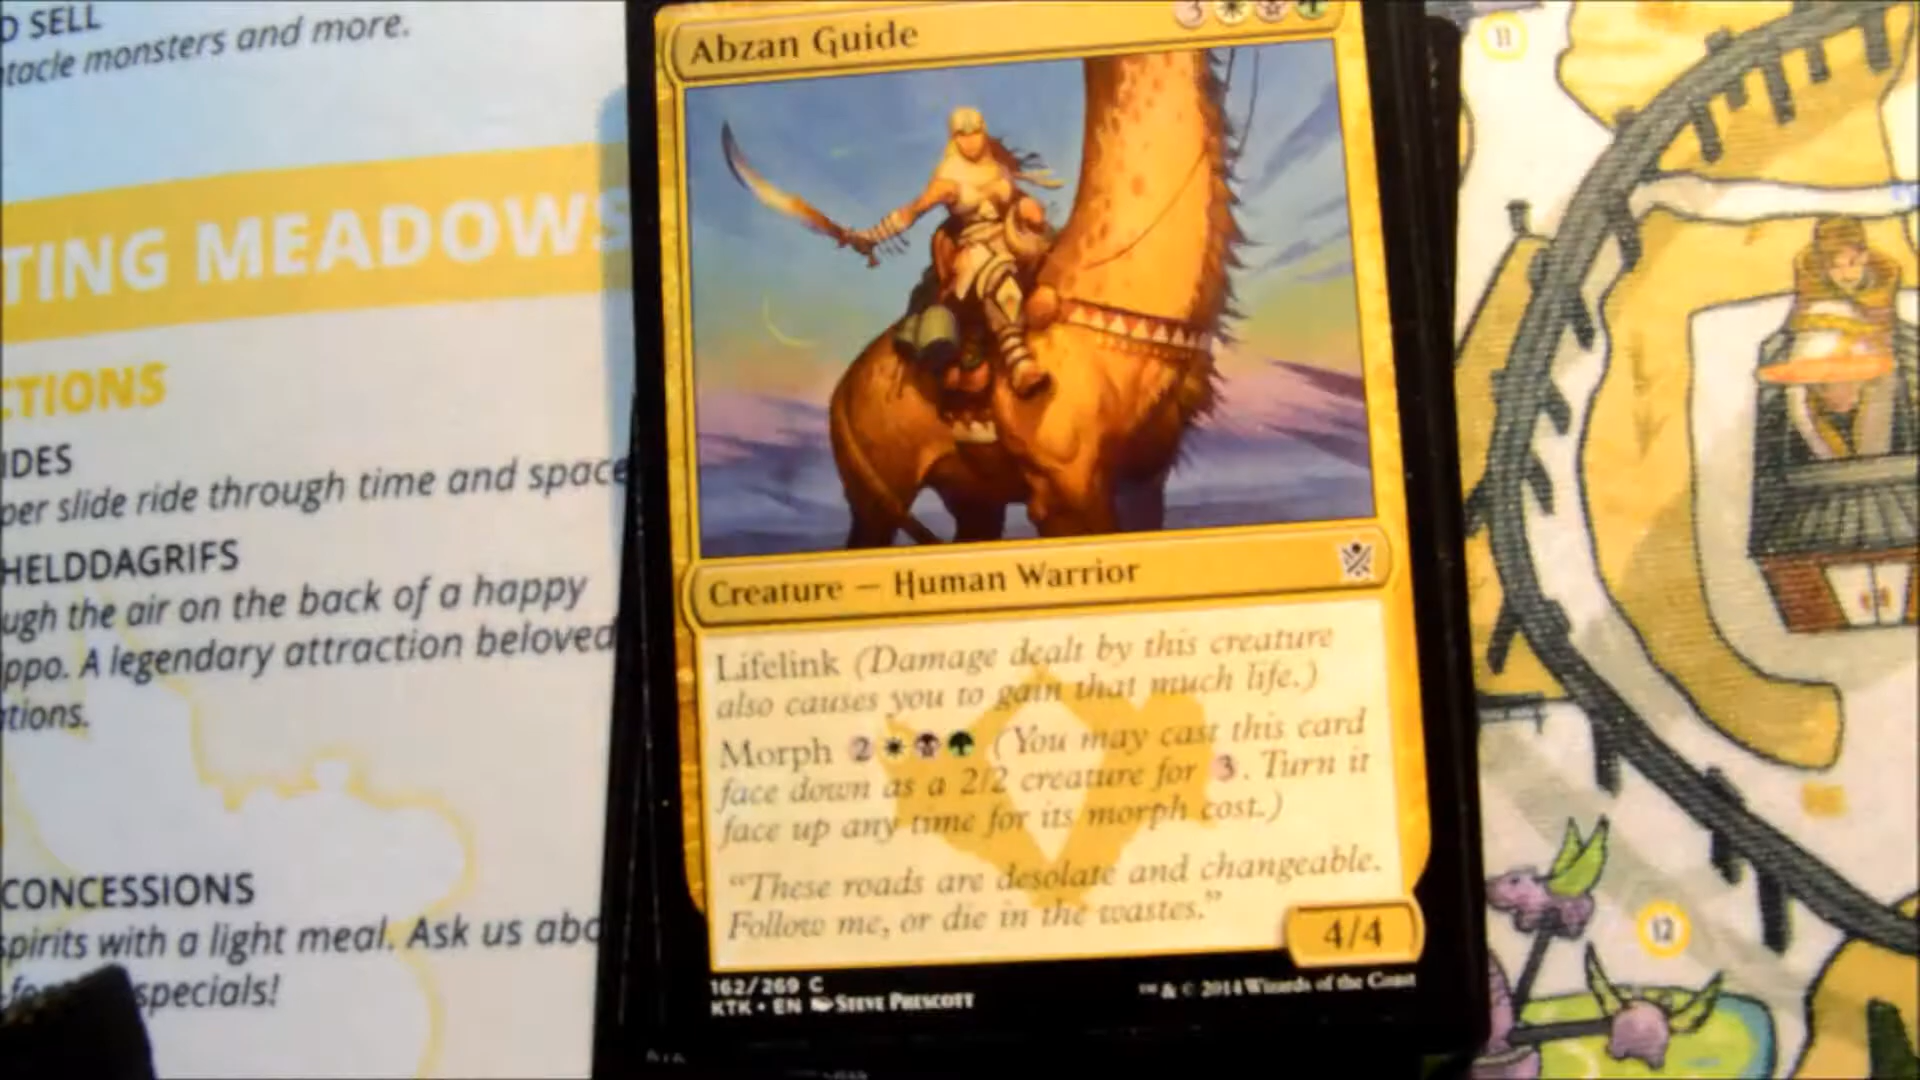 D SELL
tacle monsters and more.
TING MEADOWS
CTIONS
IDES
per slide ride through time and space
HELDDAGRIFS
ugh the air on the back of a happy
ippo. A legendary attraction beloved
tions.
CONCESSIONS
spirits with a light meal. Ask us abo
specials!
Abzan Guide
3
Creature — Human Warrior
Lifelink (Damage dealt by this creature
also causes you to gain that much life.)
Morph 2 (You may cast this card
face down as a 2/2 creature for 3. Turn it
face up any time for its morph cost.)
“These roads are desolate and changeable.
Follow me, or die in the wastes.”
4/4
162/269 C
KTK • EN STEVE PRESCOTT
™ & © 2014 Wizards of the Coast
11
12